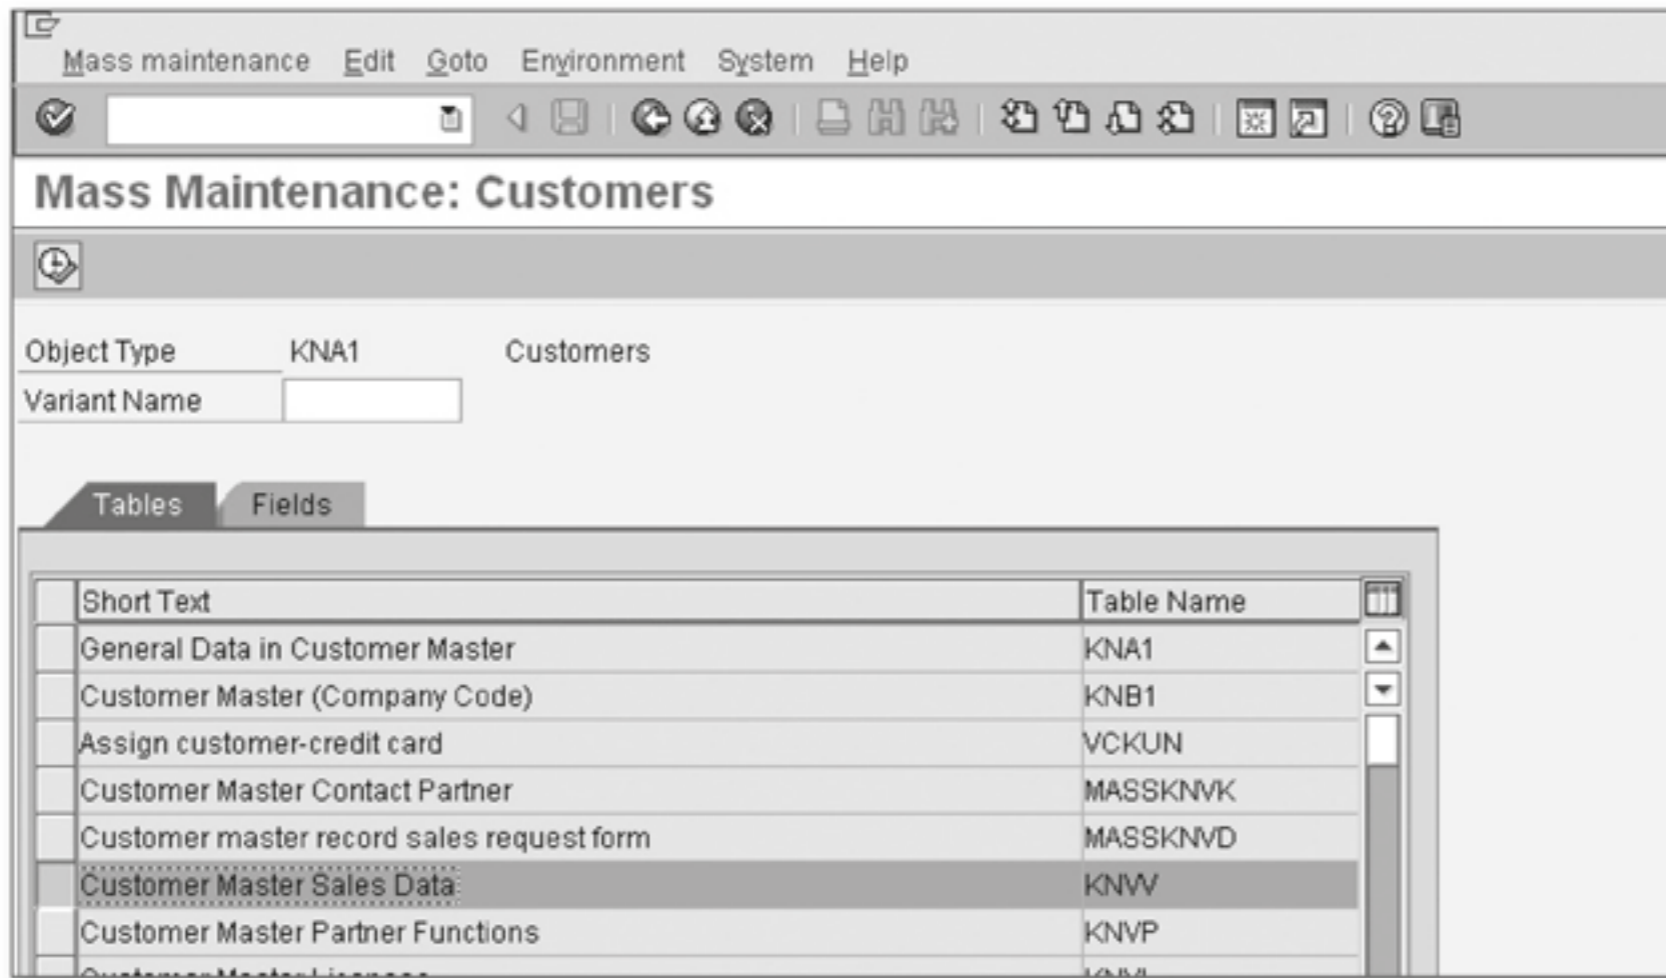 Mass maintenance Edit Goto Environment System Help
Mass Maintenance: Customers
Object Type KNA1 Customers
Variant Name
Tables Fields
Short Text Table Name
General Data in Customer Master KNA1
Customer Master (Company Code) KNB1
Assign customer-credit card VCKUN
Customer Master Contact Partner MASSKNVK
Customer master record sales request form MASSKNVD
Customer Master Sales Data KNVV
Customer Master Partner Functions KNVP
Customer Master Licenses